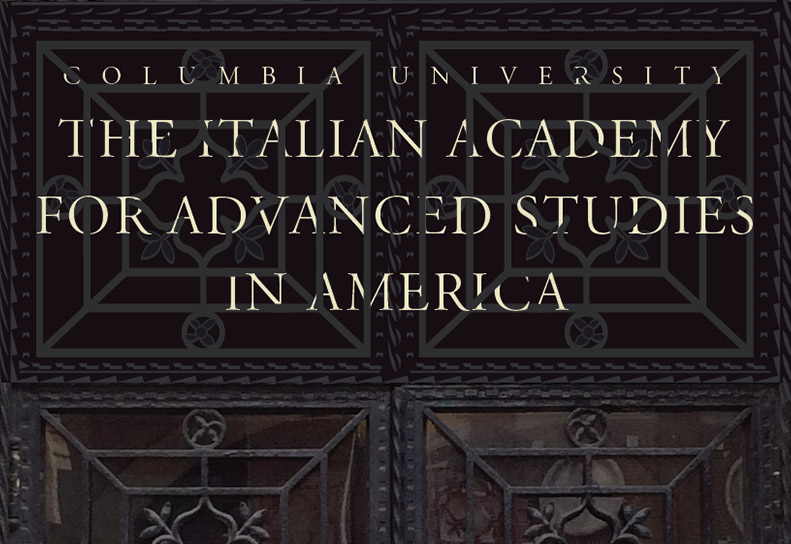 COLUMBIA UNIVERSITY
THE ITALIAN ACADEMY
FOR ADVANCED STUDIES
IN AMERICA